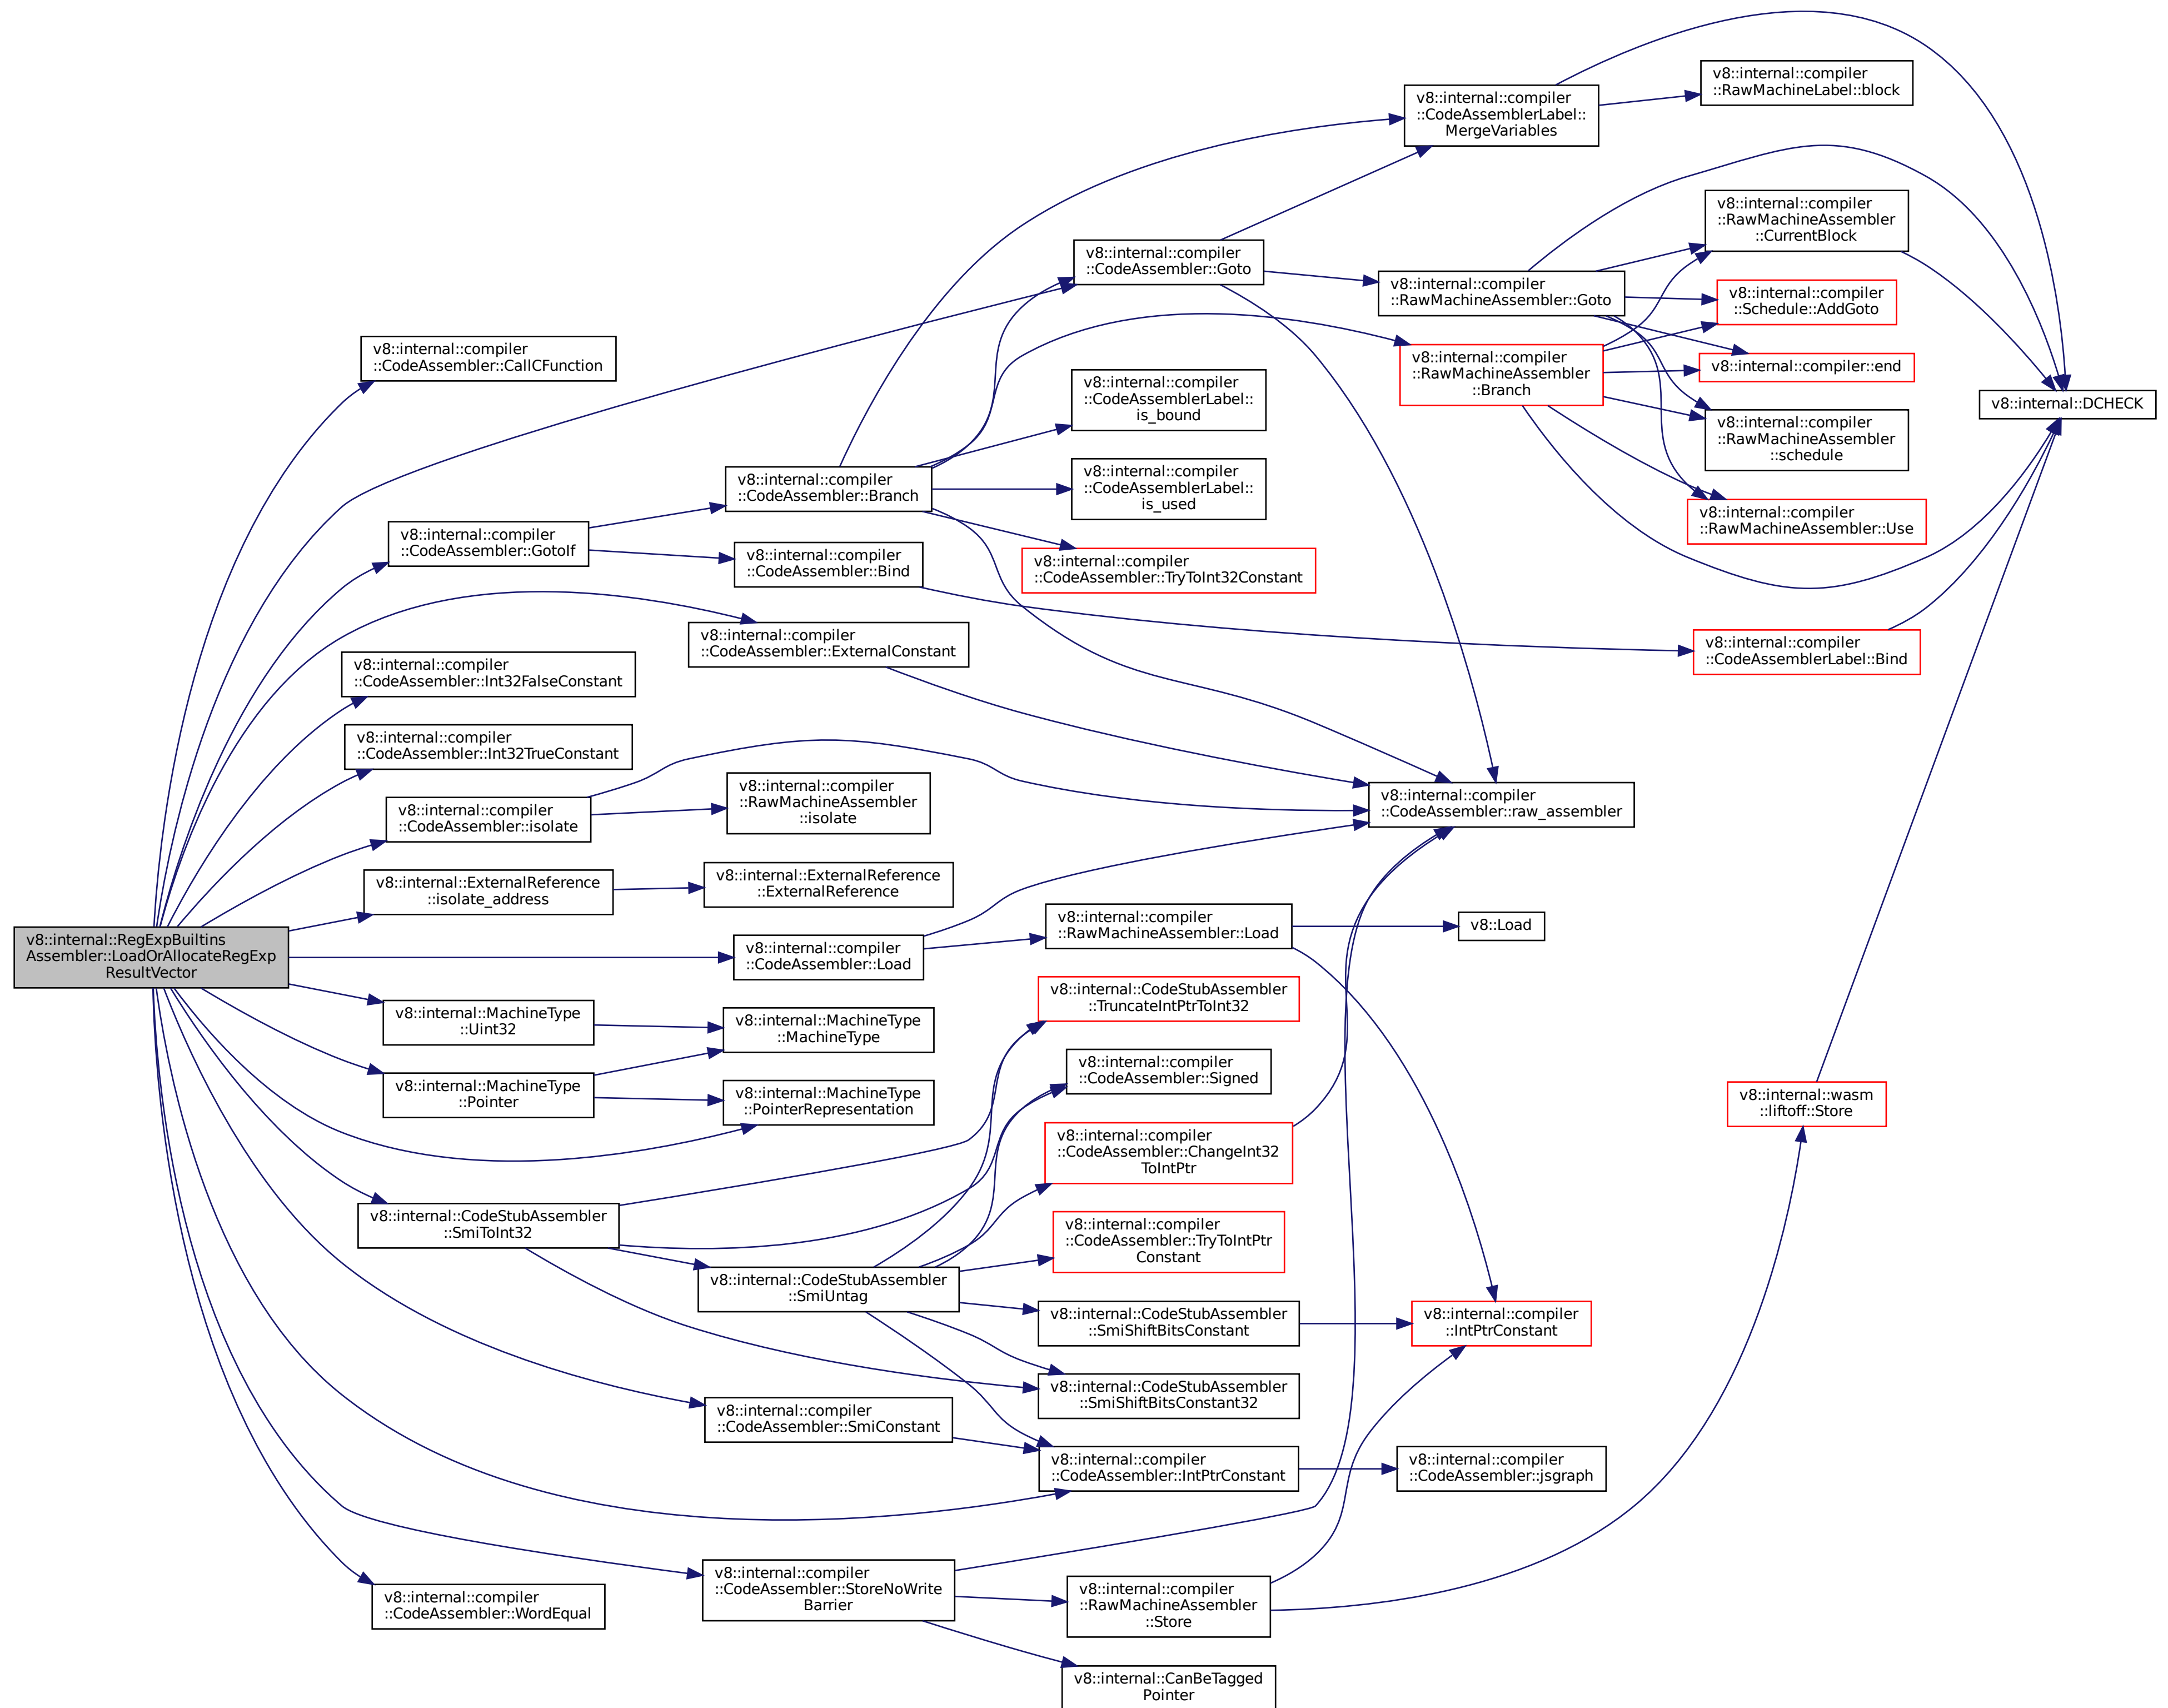 v8::internal::RegExpBuiltins
Assembler::LoadOrAllocateRegExp
ResultVector
v8::internal::compiler
::CodeAssembler::CallCFunction
v8::internal::compiler
::CodeAssembler::GotoIf
v8::internal::compiler
::CodeAssembler::Int32FalseConstant
v8::internal::compiler
::CodeAssembler::Int32TrueConstant
v8::internal::compiler
::CodeAssembler::isolate
v8::internal::ExternalReference
::isolate_address
v8::internal::MachineType
::Uint32
v8::internal::MachineType
::Pointer
v8::internal::CodeStubAssembler
::SmiToInt32
v8::internal::compiler
::CodeAssembler::WordEqual
v8::internal::compiler
::CodeAssembler::Branch
v8::internal::compiler
::CodeAssembler::Bind
v8::internal::compiler
::CodeAssembler::ExternalConstant
v8::internal::compiler
::RawMachineAssembler
::isolate
v8::internal::ExternalReference
::ExternalReference
v8::internal::compiler
::CodeAssembler::Load
v8::internal::MachineType
::MachineType
v8::internal::MachineType
::PointerRepresentation
v8::internal::CodeStubAssembler
::SmiUntag
v8::internal::compiler
::CodeAssembler::SmiConstant
v8::internal::compiler
::CodeAssembler::StoreNoWrite
Barrier
v8::internal::compiler
::CodeAssembler::Goto
v8::internal::compiler
::CodeAssemblerLabel::
is_bound
v8::internal::compiler
::CodeAssemblerLabel::
is_used
v8::internal::compiler
::CodeAssembler::TryToInt32Constant
v8::internal::compiler
::RawMachineAssembler::Load
v8::internal::CodeStubAssembler
::TruncateIntPtrToInt32
v8::internal::compiler
::CodeAssembler::Signed
v8::internal::compiler
::CodeAssembler::ChangeInt32
ToIntPtr
v8::internal::compiler
::CodeAssembler::TryToIntPtr
Constant
v8::internal::CodeStubAssembler
::SmiShiftBitsConstant
v8::internal::CodeStubAssembler
::SmiShiftBitsConstant32
v8::internal::compiler
::CodeAssembler::IntPtrConstant
v8::internal::compiler
::RawMachineAssembler
::Store
v8::internal::CanBeTagged
Pointer
v8::internal::compiler
::CodeAssemblerLabel::
MergeVariables
v8::internal::compiler
::RawMachineAssembler::Goto
v8::internal::compiler
::RawMachineAssembler
::Branch
v8::internal::compiler
::CodeAssembler::raw_assembler
v8::Load
v8::internal::compiler
::IntPtrConstant
v8::internal::compiler
::CodeAssembler::jsgraph
v8::internal::compiler
::RawMachineLabel::block
v8::internal::compiler
::RawMachineAssembler
::CurrentBlock
v8::internal::compiler
::Schedule::AddGoto
v8::internal::compiler::end
v8::internal::compiler
::RawMachineAssembler
::schedule
v8::internal::compiler
::RawMachineAssembler::Use
v8::internal::compiler
::CodeAssemblerLabel::Bind
v8::internal::wasm
::liftoff::Store
v8::internal::DCHECK